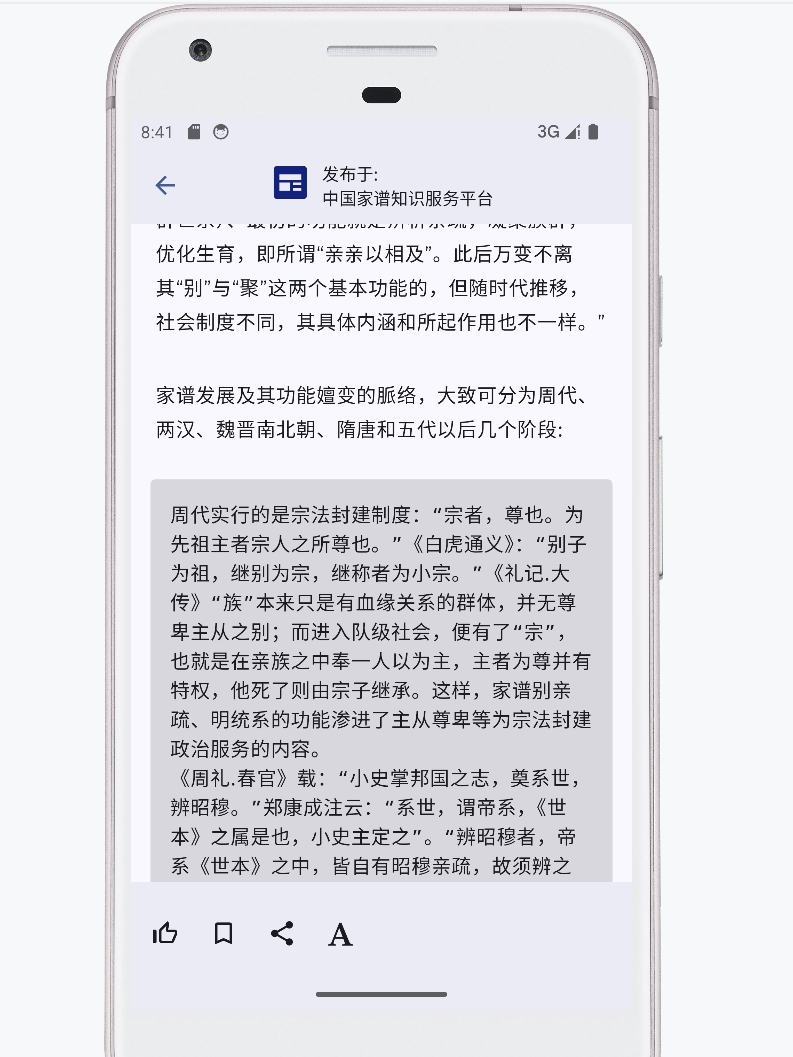 8:41
3G
发布于:
中国家谱知识服务平台
优化生育，即所谓“亲亲以相及”。此后万变不离
其“别”与“聚”这两个基本功能的，但随时代推移，
社会制度不同，其具体内涵和所起作用也不一样。”
家谱发展及其功能嬗变的脉络，大致可分为周代、
两汉、魏晋南北朝、隋唐和五代以后几个阶段:
周代实行的是宗法封建制度：“宗者，尊也。为
先祖主者宗人之所尊也。”《白虎通义》：“别子
为祖，继别为宗，继称者为小宗。”《礼记.大
传》“族”本来只是有血缘关系的群体，并无尊
卑主从之别；而进入队级社会，便有了“宗”，
也就是在亲族之中奉一人以为主，主者为尊并有
特权，他死了则由宗子继承。这样，家谱别亲
疏、明统系的功能渗进了主从尊卑等为宗法封建
政治服务的内容。
《周礼.春官》载：“小史掌邦国之志，奠系世，
辨昭穆。”郑康成注云：“系世，谓帝系，《世
本》之属是也，小史主定之”。“辨昭穆者，帝
系《世本》之中，皆自有昭穆亲疏，故须辨之
A